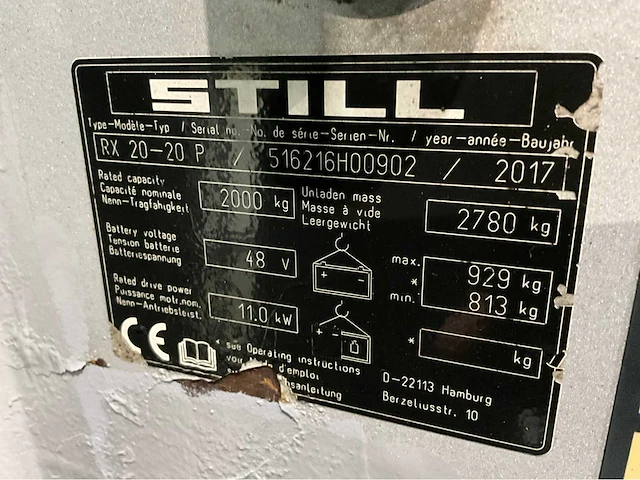 STILL
Type-Modèle-Typ / Serial no.-No. de série-Serien-Nr. / year-année-Baujahr
RX 20-20 P / 516216H00902 / 2017
Rated capacity
Capacité nominale
Nenn-Tragfähigkeit
2000 kg
Unladen mass
Masse à vide
Leergewicht
2780 kg
Battery voltage
Tension batterie
Batteriespannung
48 V
+ -
max. 929 kg
*
min. 813 kg
Rated drive power
Puissance motr.nom.
Nenn-Antriebsleist.
11.0 kW
+ -
* kg
CE
* see Operating instructions
voir d'emploi
D-22113 Hamburg
Berzeliusstr. 10